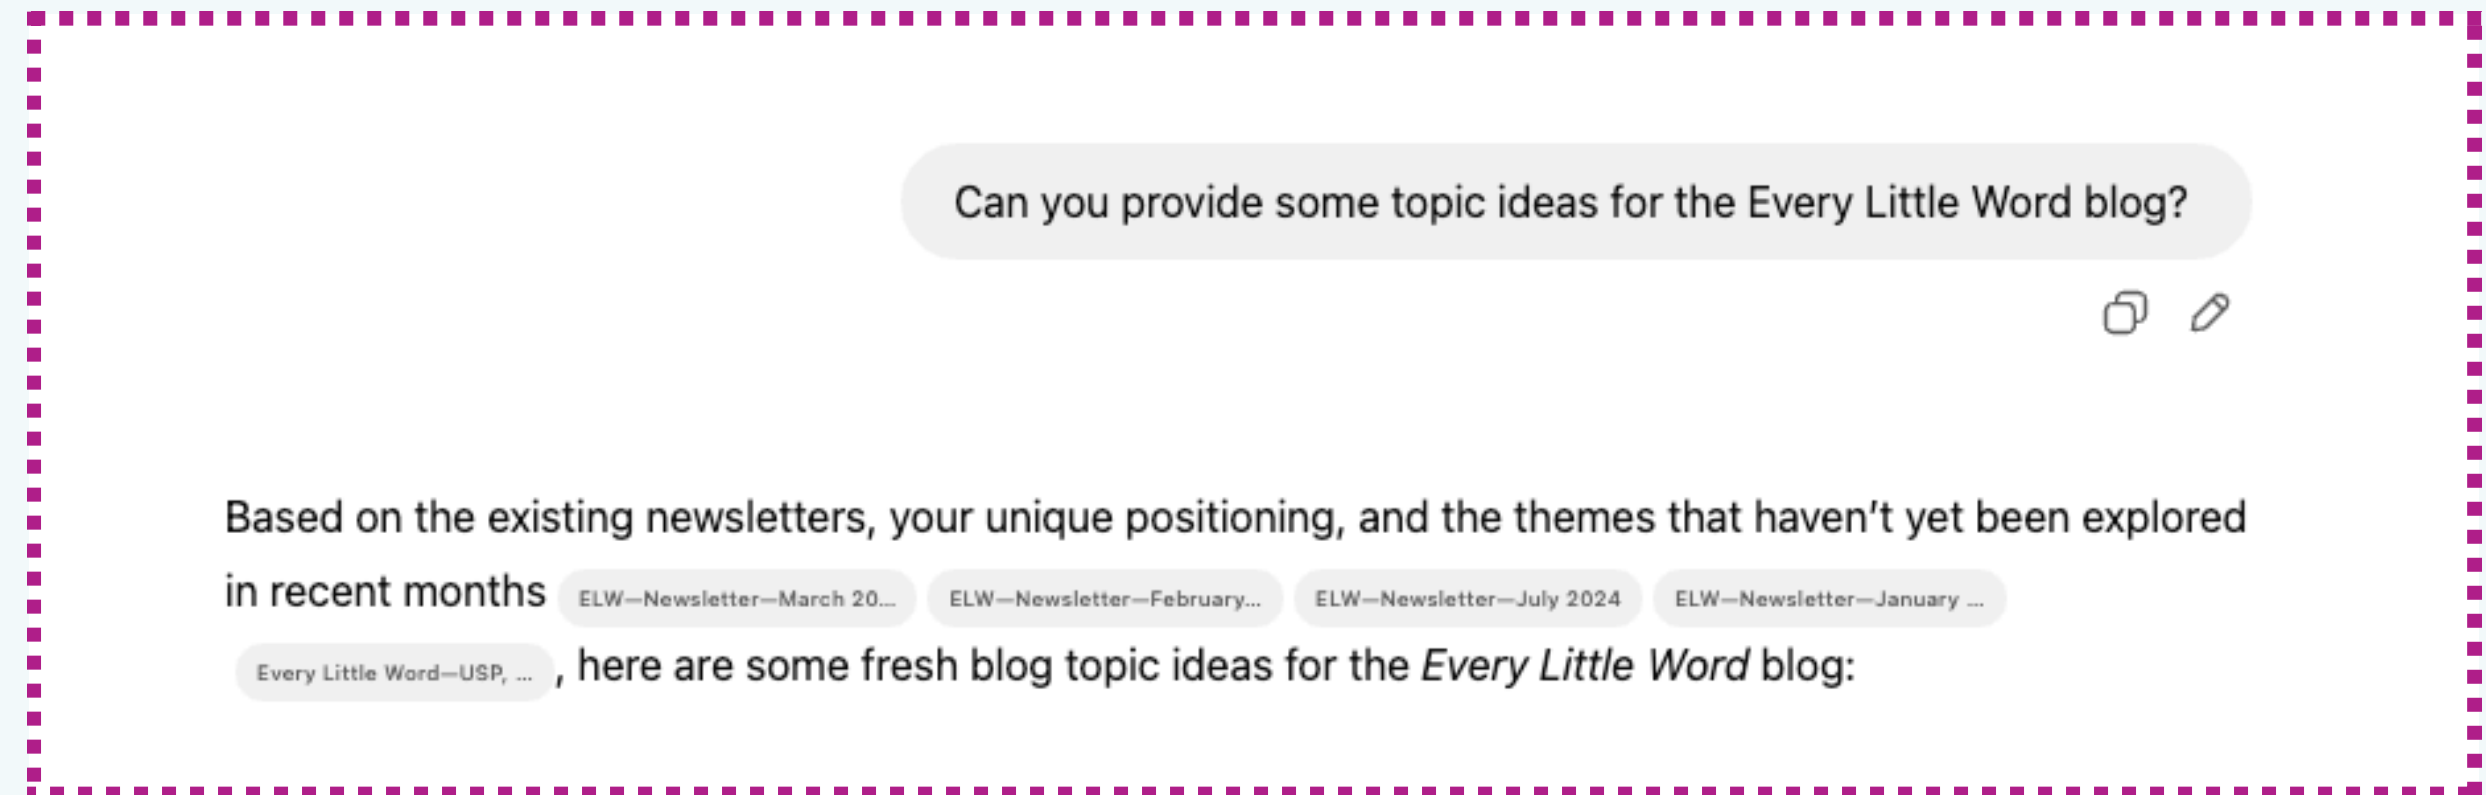 Can you provide some topic ideas for the Every Little Word blog?
Based on the existing newsletters, your unique positioning, and the themes that haven’t yet been explored
in recent months ELW—Newsletter—March 20... ELW—Newsletter—February... ELW—Newsletter—July 2024 ELW—Newsletter—January ...
Every Little Word—USP, ... , here are some fresh blog topic ideas for the Every Little Word blog: